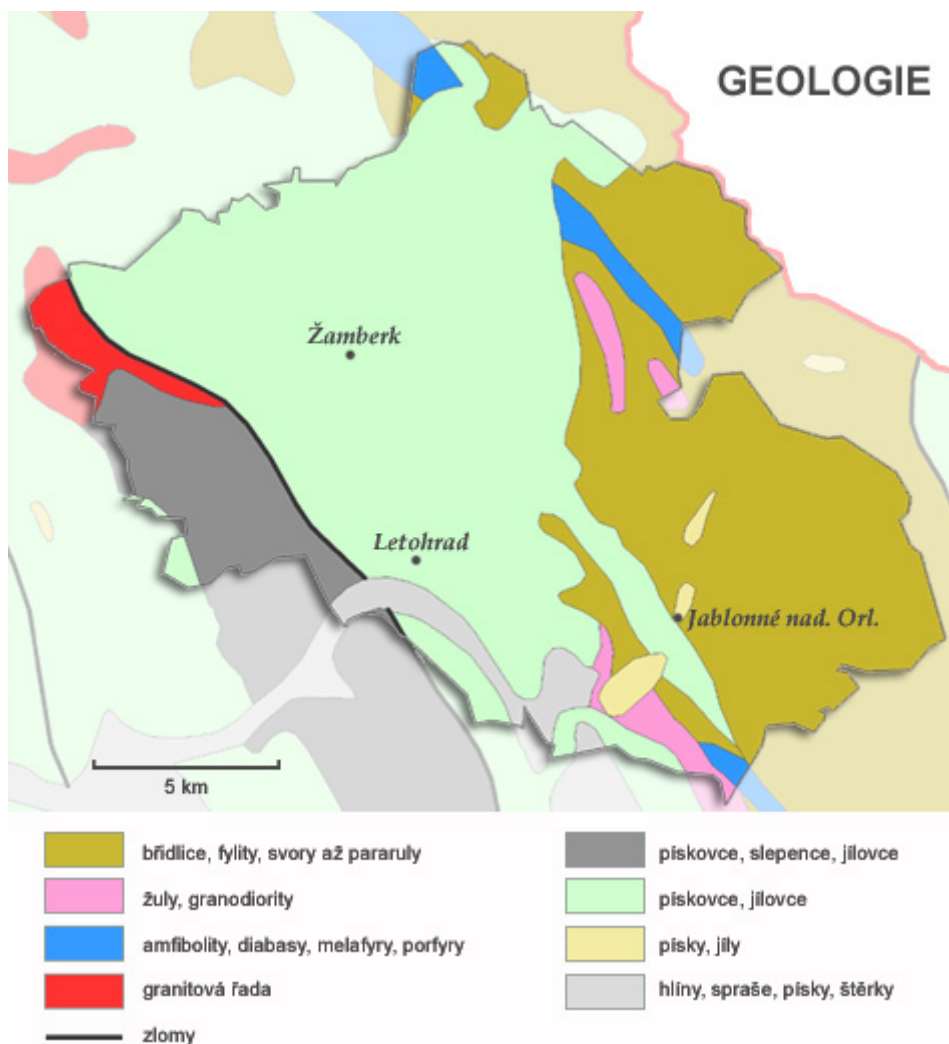 GEOLOGIE
Žamberk
Letohrad
Jablonné nad. Orl.
5 km
břidlice, fylity, svory až pararuly
žuly, granodiority
amfibolity, diabasy, melafyry, porfyry
granitová řada
zlomy
pískovce, slepence, jílovce
pískovce, jílovce
písky, jíly
hlíny, spraše, písky, štěrky